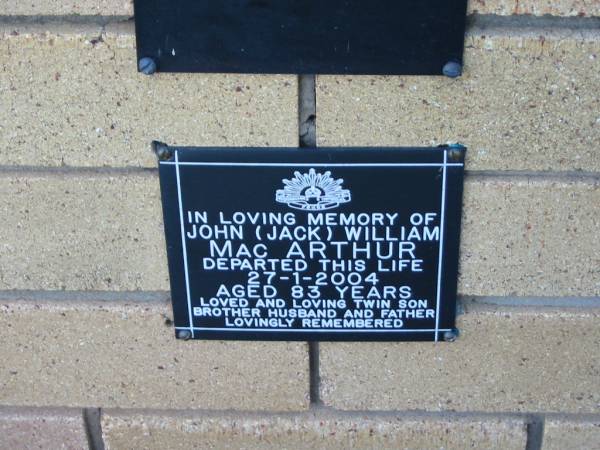 IN LOVING MEMORY OF
JOHN (JACK) WILLIAM
MAC ARTHUR
DEPARTED THIS LIFE
27-1-2004
AGED 83 YEARS
LOVED AND LOVING TWIN SON
BROTHER HUSBAND AND FATHER
LOVINGLY REMEMBERED